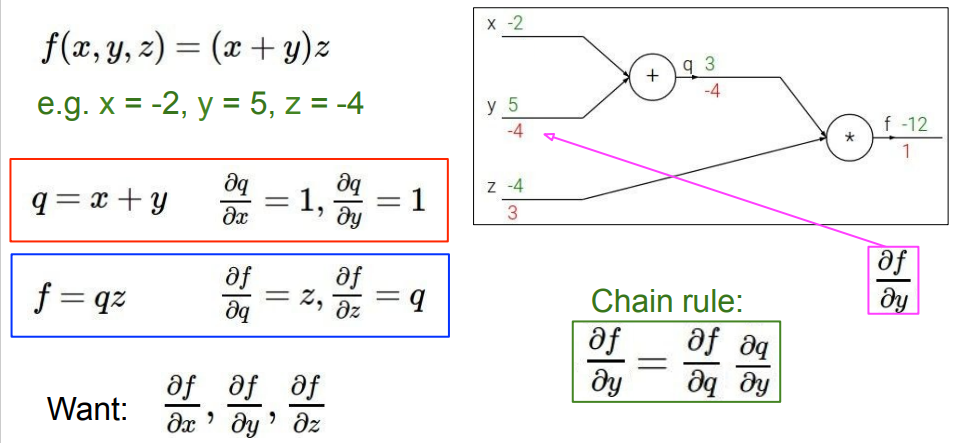 f(x, y, z) = (x + y)z
e.g. x = -2, y = 5, z = -4
q = x + y    ∂q/∂x = 1, ∂q/∂y = 1
f = qz    ∂f/∂q = z, ∂f/∂z = q
Want: ∂f/∂x, ∂f/∂y, ∂f/∂z
x -2
+
q 3
-4
y 5
-4
*
f -12
1
z -4
3
∂f/∂y
Chain rule:
∂f/∂y = ∂f/∂q ∂q/∂y